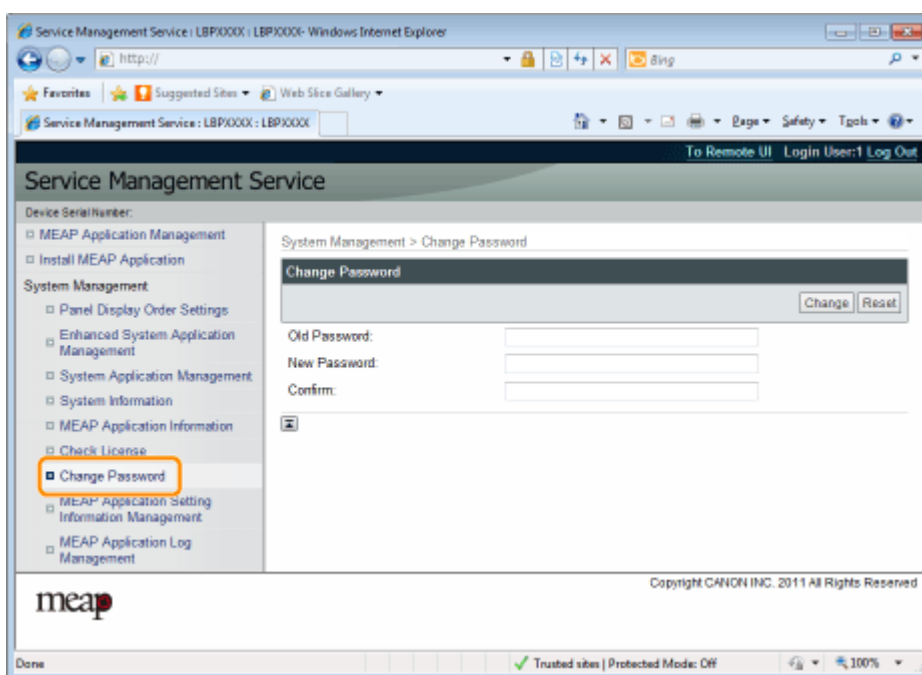 Service Management Service : LBPXXXX : LBPXXXX- Windows Internet Explorer
http://
Bing
Favorites Suggested Sites Web Slice Gallery
Service Management Service : LBPXXXX : LBPXXXX
Page Safety Tools
To Remote UI Login User:1 Log Out
Service Management Service
Device Serial Number:
MEAP Application Management
Install MEAP Application
System Management
Panel Display Order Settings
Enhanced System Application
Management
System Application Management
System Information
MEAP Application Information
Check License
Change Password
MEAP Application Setting
Information Management
MEAP Application Log
Management
System Management > Change Password
Change Password
Change Reset
Old Password:
New Password:
Confirm:
meap
Copyright CANON INC. 2011 All Rights Reserved
Done
Trusted sites | Protected Mode: Off
100%